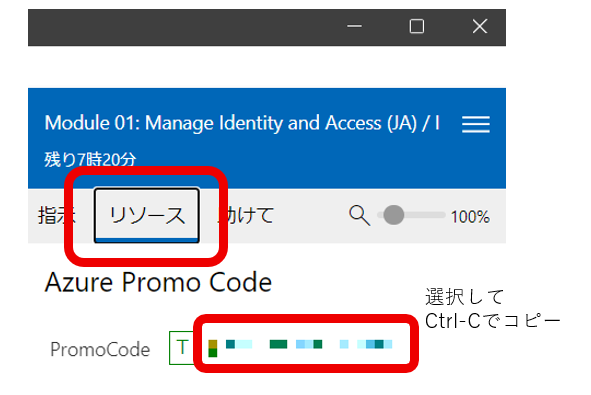 Module 01: Manage Identity and Access (JA) / I
残り7時20分
指示 リソース 助けて 100%
Azure Promo Code
選択して
Ctrl-Cでコピー
PromoCode T